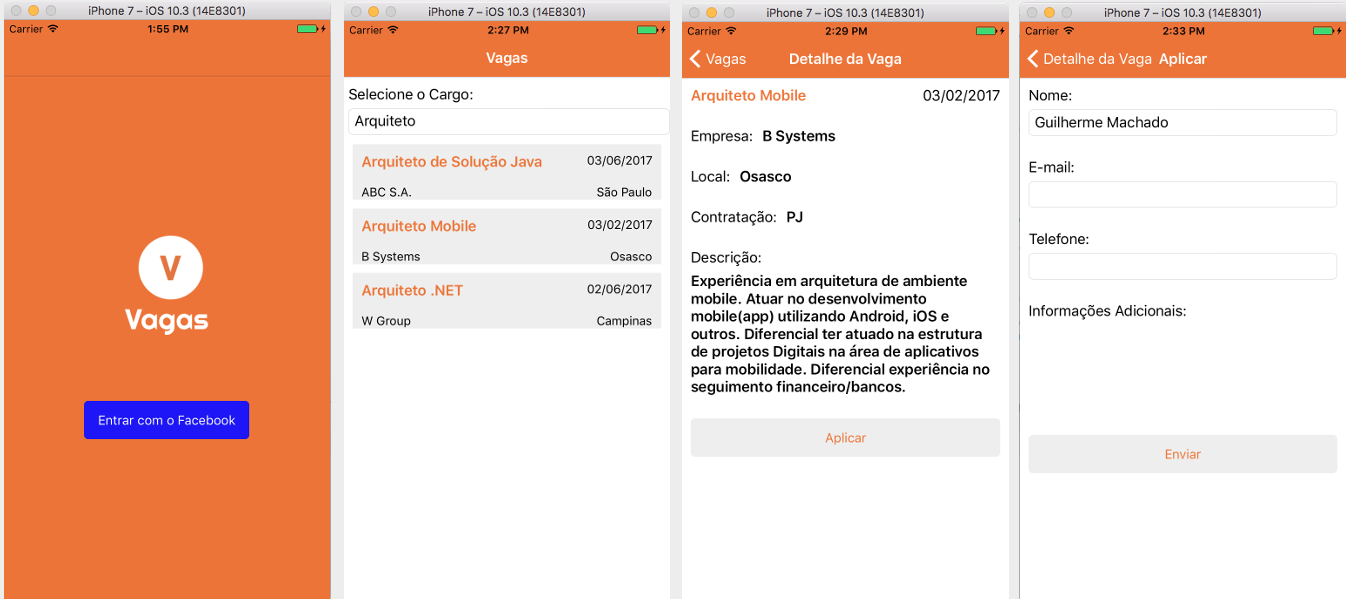 iPhone 7 – iOS 10.3 (14E8301)
Carrier 1:55 PM
V
Vagas
Entrar com o Facebook
iPhone 7 – iOS 10.3 (14E8301)
Carrier 2:27 PM
Vagas
Selecione o Cargo:
Arquiteto
Arquiteto de Solução Java 03/06/2017
ABC S.A. São Paulo
Arquiteto Mobile 03/02/2017
B Systems Osasco
Arquiteto .NET 02/06/2017
W Group Campinas
iPhone 7 – iOS 10.3 (14E8301)
Carrier 2:29 PM
Vagas Detalhe da Vaga
Arquiteto Mobile 03/02/2017
Empresa: B Systems
Local: Osasco
Contratação: PJ
Descrição:
Experiência em arquitetura de ambiente
mobile. Atuar no desenvolvimento
mobile(app) utilizando Android, iOS e
outros. Diferencial ter atuado na estrutura
de projetos Digitais na área de aplicativos
para mobilidade. Diferencial experiência no
seguimento financeiro/bancos.
Aplicar
iPhone 7 – iOS 10.3 (14E8301)
Carrier 2:33 PM
Detalhe da Vaga Aplicar
Nome:
Guilherme Machado
E-mail:
Telefone:
Informações Adicionais:
Enviar